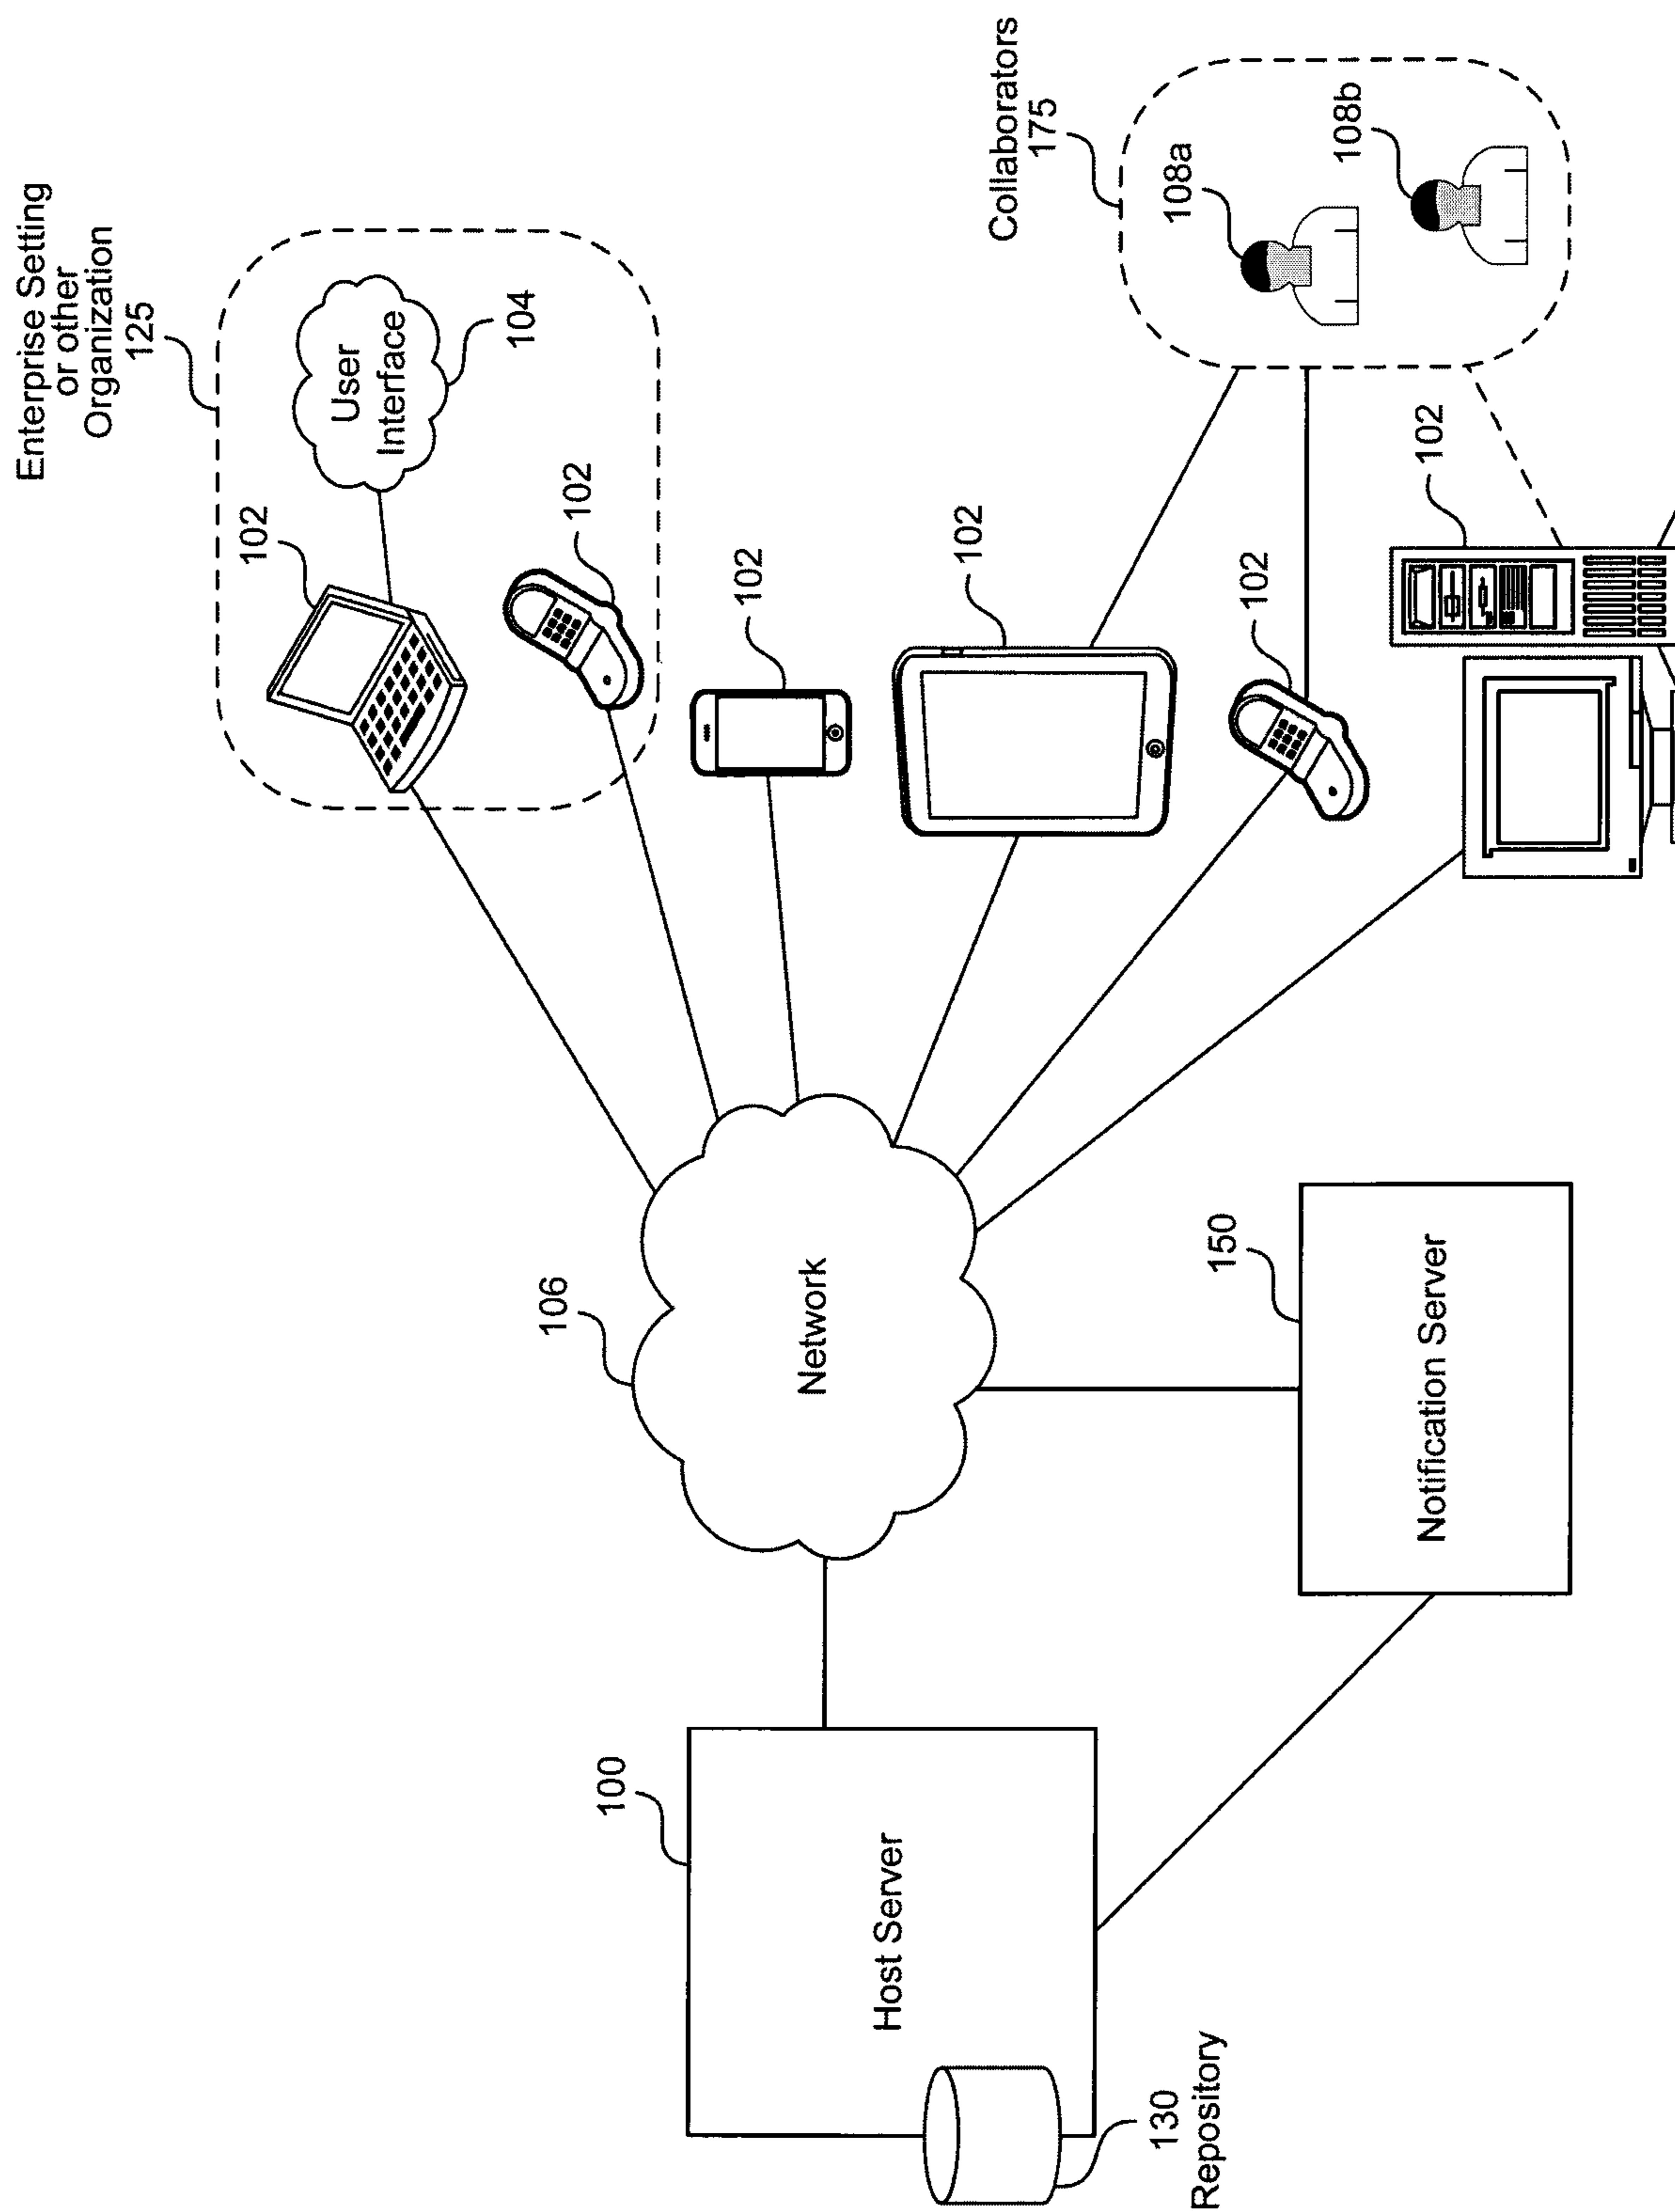 Enterprise Setting
or other
Organization
125
102
User
Interface
104
102
102
102
102
102
Collaborators
175
108a
108b
106
Network
100
Host Server
130
Repository
150
Notification Server